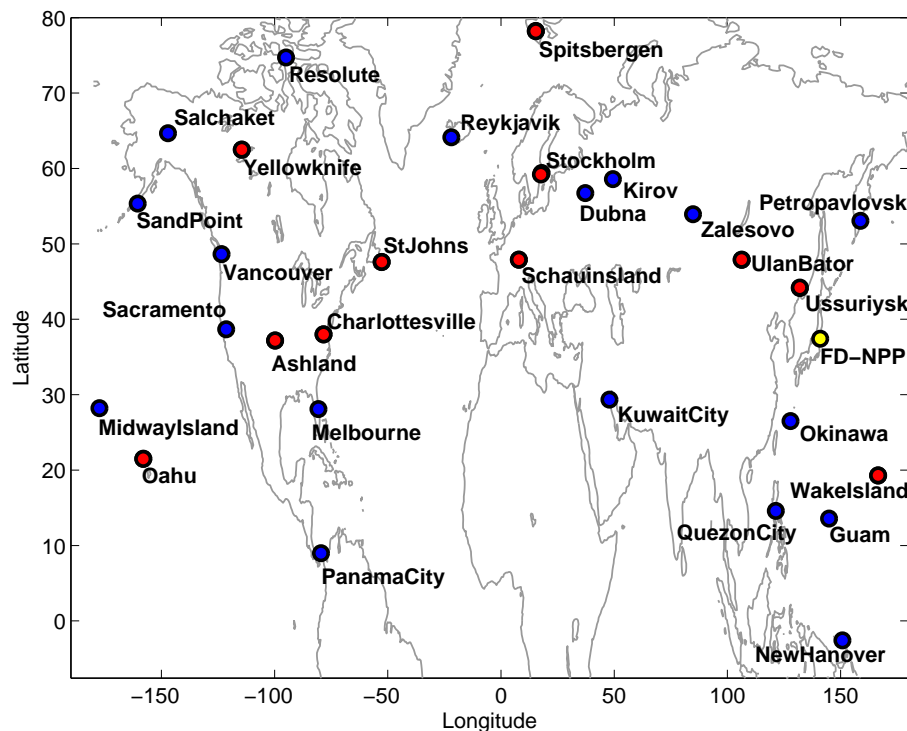 80
Spitsbergen
Resolute
70
Salchaket
Reykjavik
Yellowknife
Stockholm
60
Kirov
SandPoint
Dubna
Petropavlovsk
50
Vancouver
StJohns
Zalesovo
Schauinsland
UlanBator
Sacramento
Ussuriysk
40
Charlottesville
Ashland
FD−NPP
30
MidwayIsland
Melbourne
KuwaitCity
Okinawa
20
Oahu
WakeIsland
QuezonCity
Guam
10
PanamaCity
0
NewHanover
Latitude
−150 −100 −50 0 50 100 150
Longitude